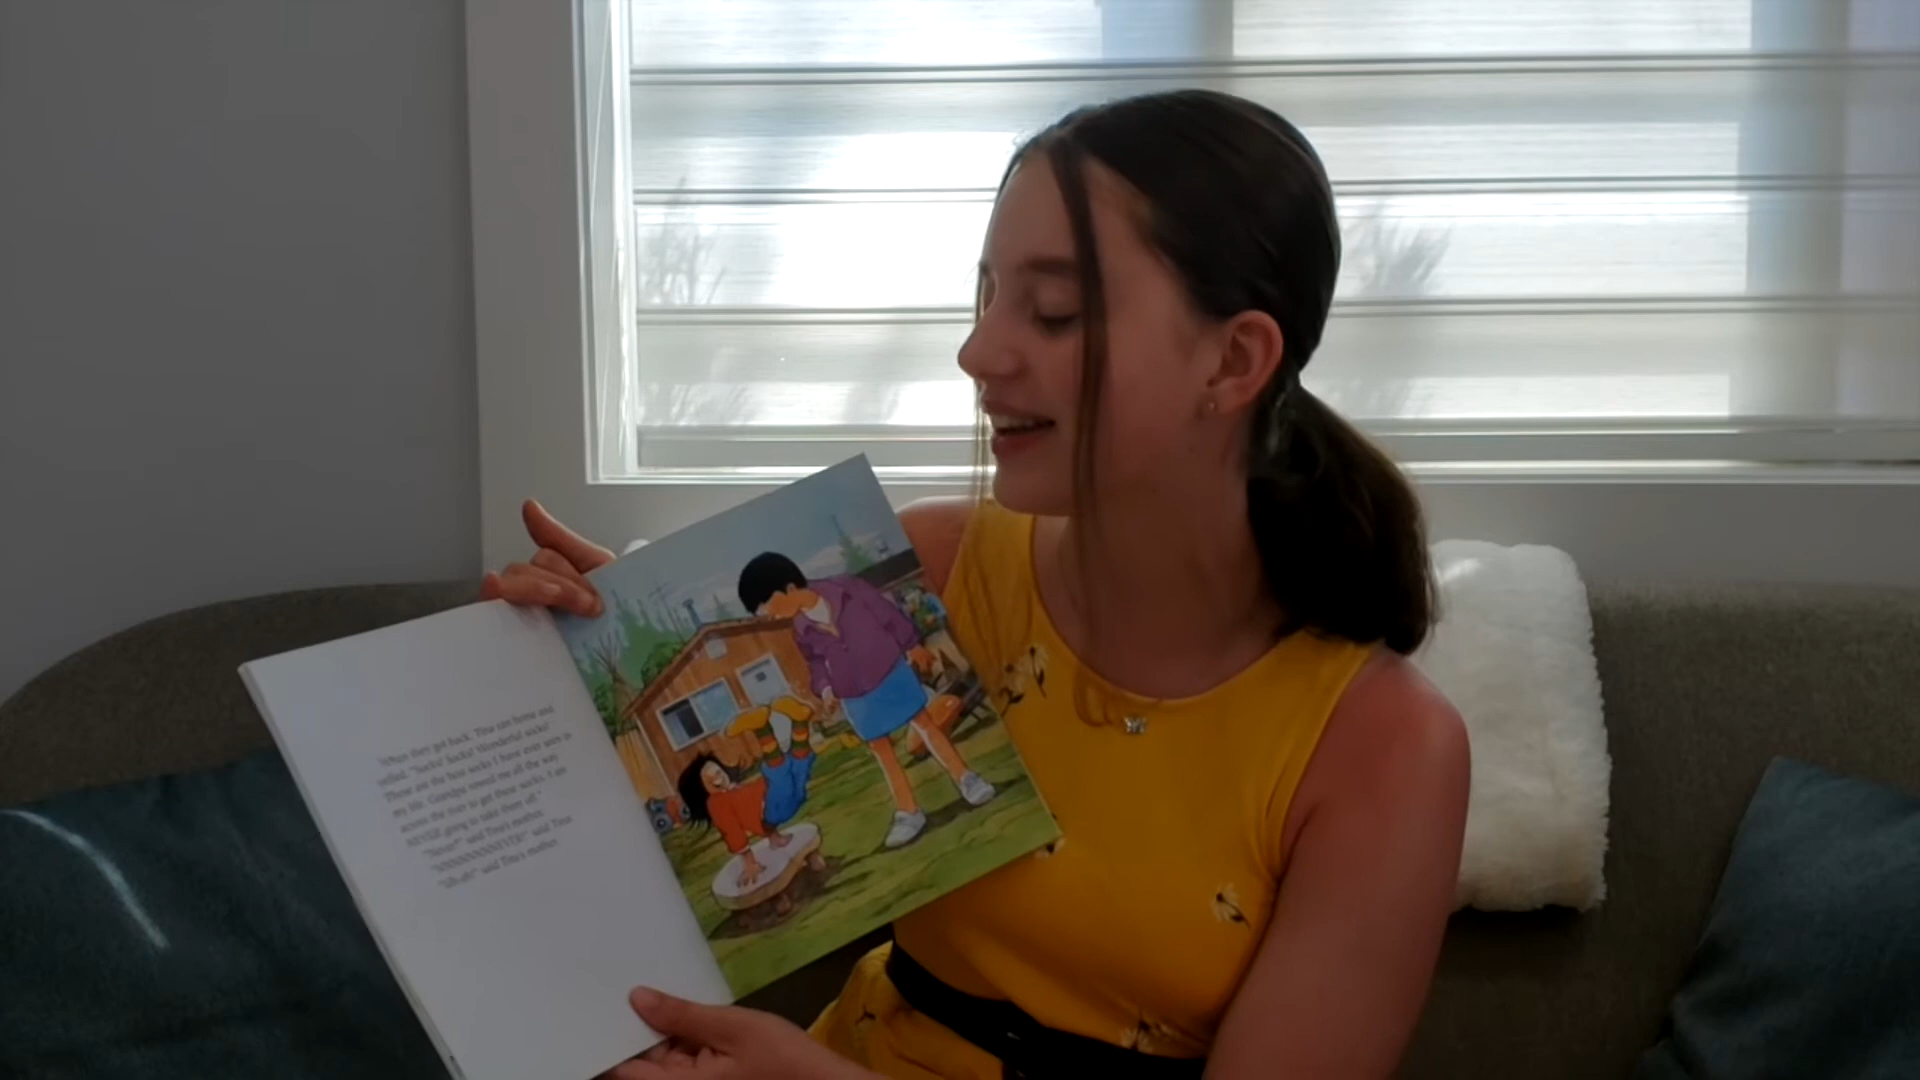 When they got back, Tina ran home and
yelled, "Socks! Socks! Wonderful socks!
These are the best socks I have ever seen in
my life. Grandpa rowed me all the way
across the river to get these socks. I am
NEVER going to take them off."
"Never?" said Tina's mother.
said Tina.
"Uh-oh!" said Tina's mother.